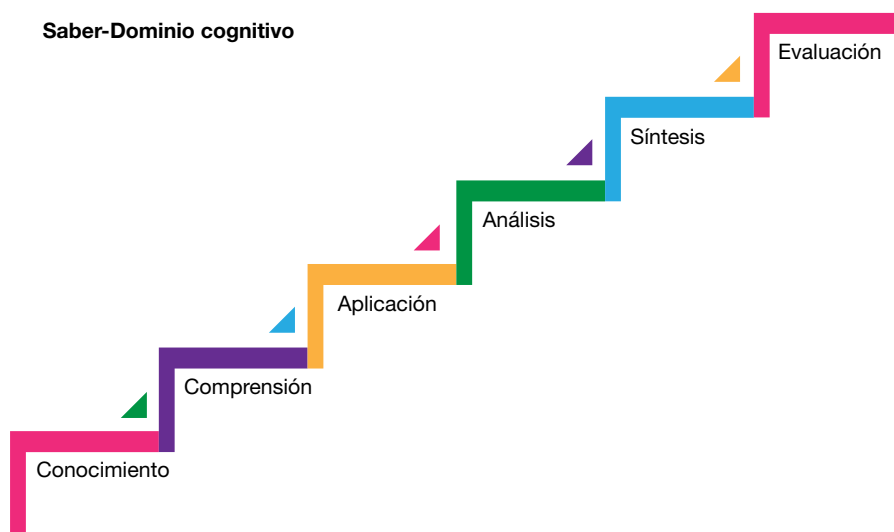 Saber-Dominio cognitivo
Evaluación
Síntesis
Análisis
Aplicación
Comprensión
Conocimiento